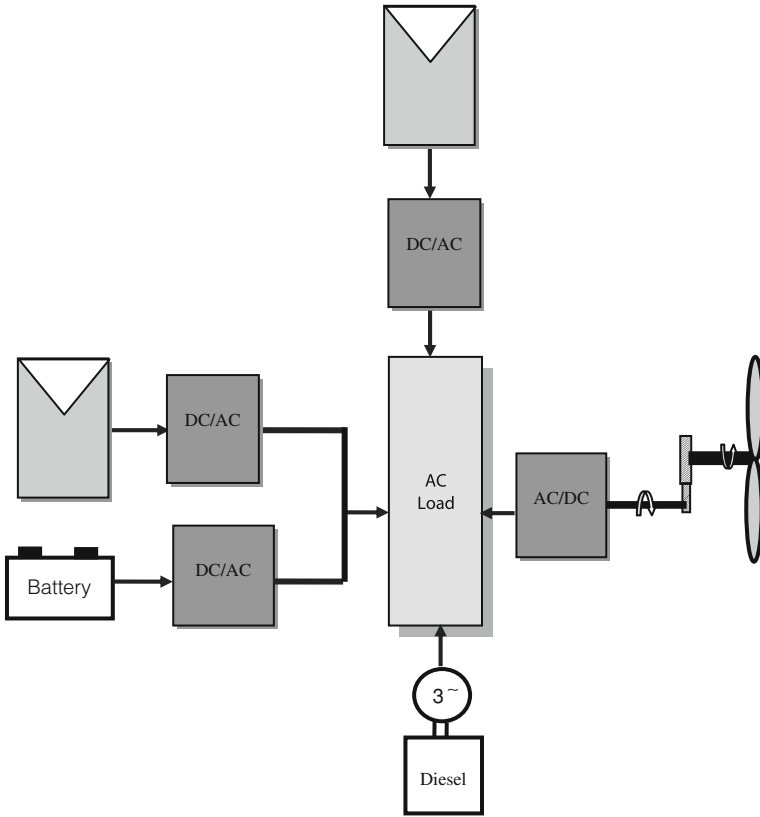 DC/AC
DC/AC
AC
Load
AC/DC
DC/AC
Battery
3~
Diesel